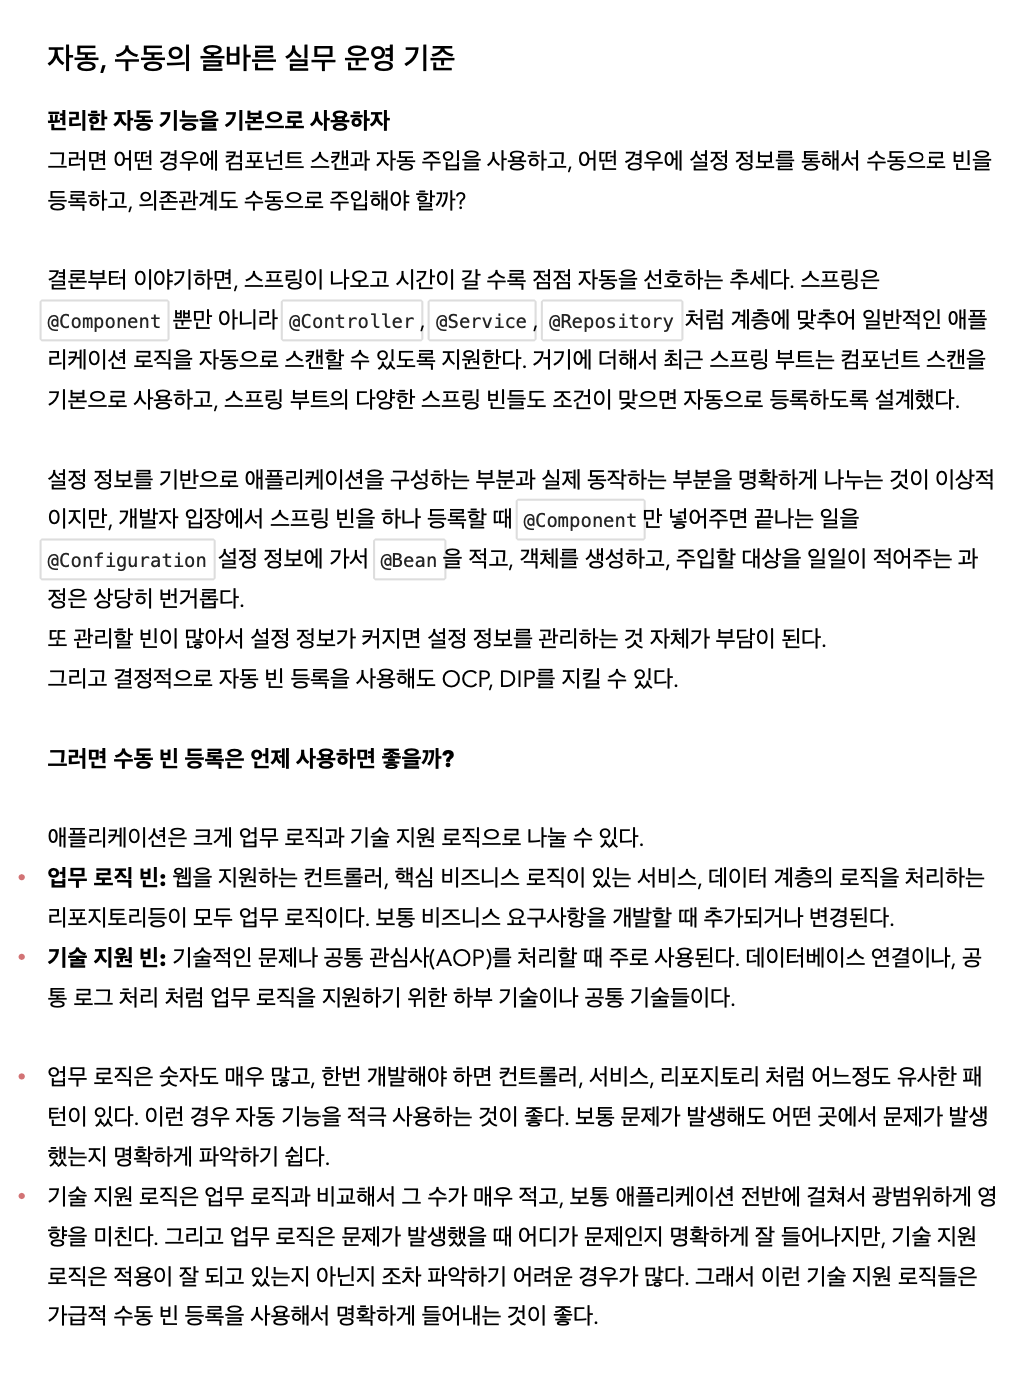 자동, 수동의 올바른 실무 운영 기준
편리한 자동 기능을 기본으로 사용하자
그러면 어떤 경우에 컴포넌트 스캔과 자동 주입을 사용하고, 어떤 경우에 설정 정보를 통해서 수동으로 빈을
등록하고, 의존관계도 수동으로 주입해야 할까?
결론부터 이야기하면, 스프링이 나오고 시간이 갈 수록 점점 자동을 선호하는 추세다. 스프링은
@Component 뿐만 아니라 @Controller, @Service, @Repository 처럼 계층에 맞추어 일반적인 애플
리케이션 로직을 자동으로 스캔할 수 있도록 지원한다. 거기에 더해서 최근 스프링 부트는 컴포넌트 스캔을
기본으로 사용하고, 스프링 부트의 다양한 스프링 빈들도 조건이 맞으면 자동으로 등록하도록 설계했다.
설정 정보를 기반으로 애플리케이션을 구성하는 부분과 실제 동작하는 부분을 명확하게 나누는 것이 이상적
이지만, 개발자 입장에서 스프링 빈을 하나 등록할 때 @Component 만 넣어주면 끝나는 일을
@Configuration 설정 정보에 가서 @Bean 을 적고, 객체를 생성하고, 주입할 대상을 일일이 적어주는 과
정은 상당히 번거롭다.
또 관리할 빈이 많아서 설정 정보가 커지면 설정 정보를 관리하는 것 자체가 부담이 된다.
그리고 결정적으로 자동 빈 등록을 사용해도 OCP, DIP를 지킬 수 있다.
그러면 수동 빈 등록은 언제 사용하면 좋을까?
애플리케이션은 크게 업무 로직과 기술 지원 로직으로 나눌 수 있다.
• 업무 로직 빈: 웹을 지원하는 컨트롤러, 핵심 비즈니스 로직이 있는 서비스, 데이터 계층의 로직을 처리하는
리포지토리등이 모두 업무 로직이다. 보통 비즈니스 요구사항을 개발할 때 추가되거나 변경된다.
• 기술 지원 빈: 기술적인 문제나 공통 관심사(AOP)를 처리할 때 주로 사용된다. 데이터베이스 연결이나, 공
통 로그 처리 처럼 업무 로직을 지원하기 위한 하부 기술이나 공통 기술들이다.
• 업무 로직은 숫자도 매우 많고, 한번 개발해야 하면 컨트롤러, 서비스, 리포지토리 처럼 어느정도 유사한 패
턴이 있다. 이런 경우 자동 기능을 적극 사용하는 것이 좋다. 보통 문제가 발생해도 어떤 곳에서 문제가 발생
했는지 명확하게 파악하기 쉽다.
• 기술 지원 로직은 업무 로직과 비교해서 그 수가 매우 적고, 보통 애플리케이션 전반에 걸쳐서 광범위하게 영
향을 미친다. 그리고 업무 로직은 문제가 발생했을 때 어디가 문제인지 명확하게 잘 들어나지만, 기술 지원
로직은 적용이 잘 되고 있는지 아닌지 조차 파악하기 어려운 경우가 많다. 그래서 이런 기술 지원 로직들은
가급적 수동 빈 등록을 사용해서 명확하게 들어내는 것이 좋다.